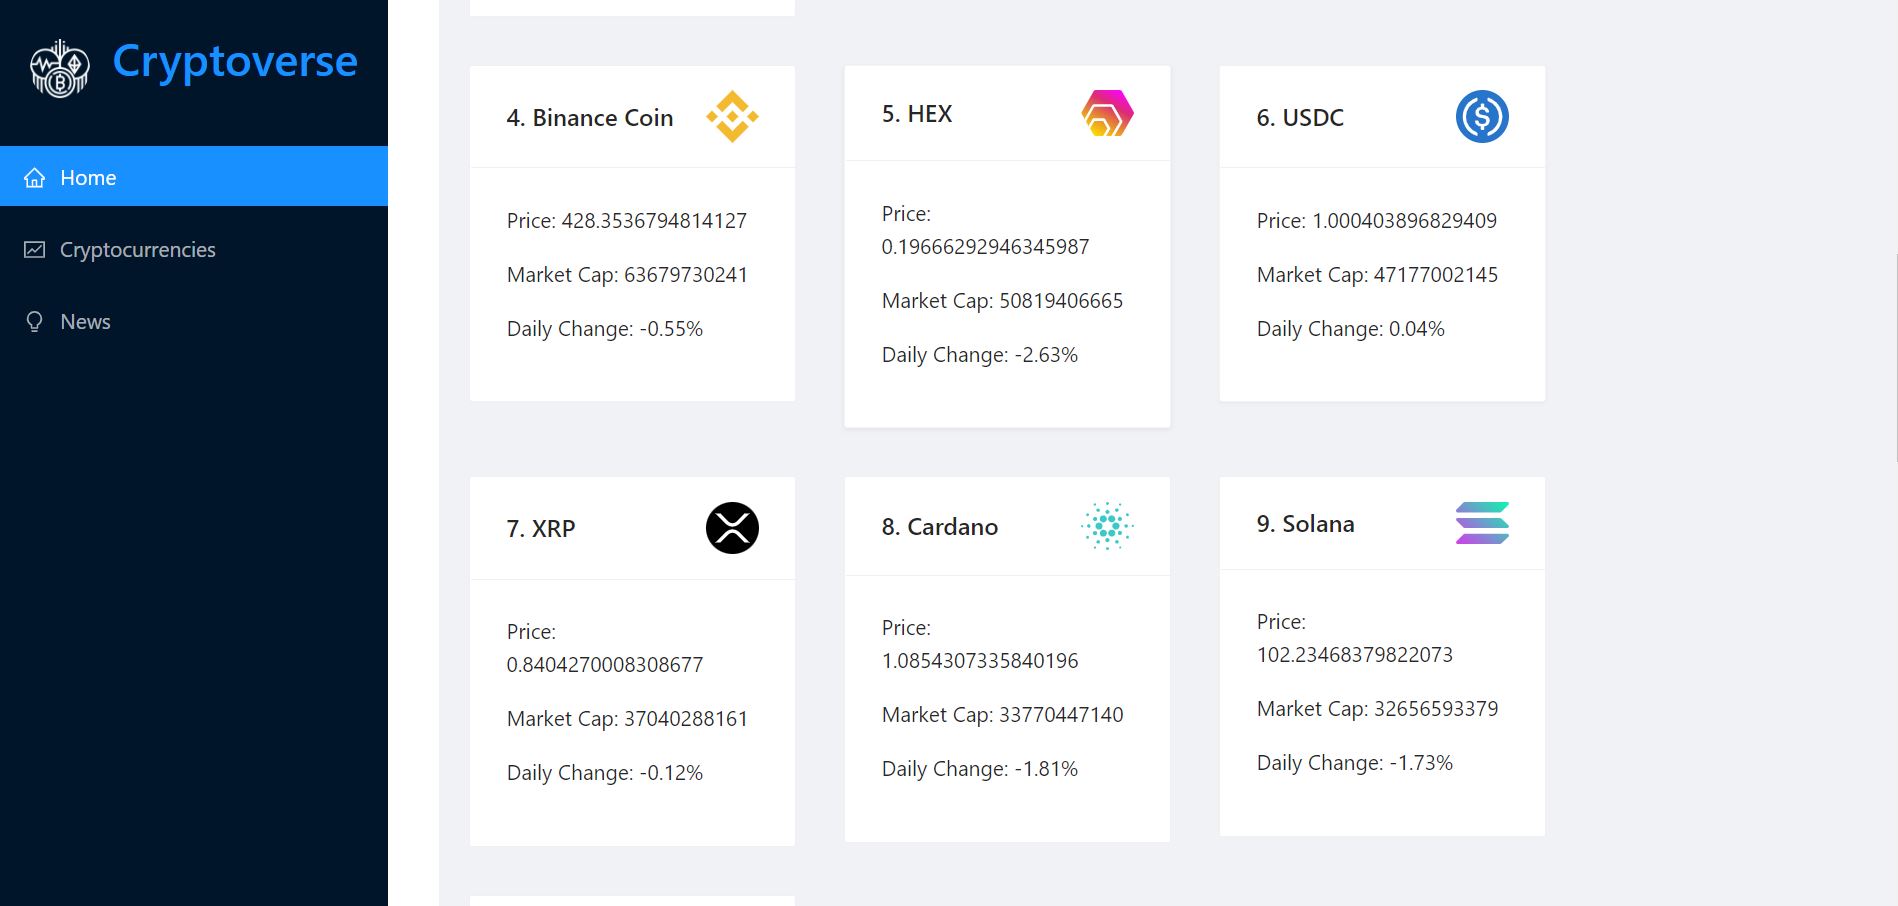 Cryptoverse
Home
Cryptocurrencies
News
4. Binance Coin
Price: 428.3536794814127
Market Cap: 63679730241
Daily Change: -0.55%
5. HEX
Price:
0.19666292946345987
Market Cap: 50819406665
Daily Change: -2.63%
6. USDC
Price: 1.000403896829409
Market Cap: 47177002145
Daily Change: 0.04%
7. XRP
Price:
0.8404270008308677
Market Cap: 37040288161
Daily Change: -0.12%
8. Cardano
Price:
1.0854307335840196
Market Cap: 33770447140
Daily Change: -1.81%
9. Solana
Price:
102.23468379822073
Market Cap: 32656593379
Daily Change: -1.73%